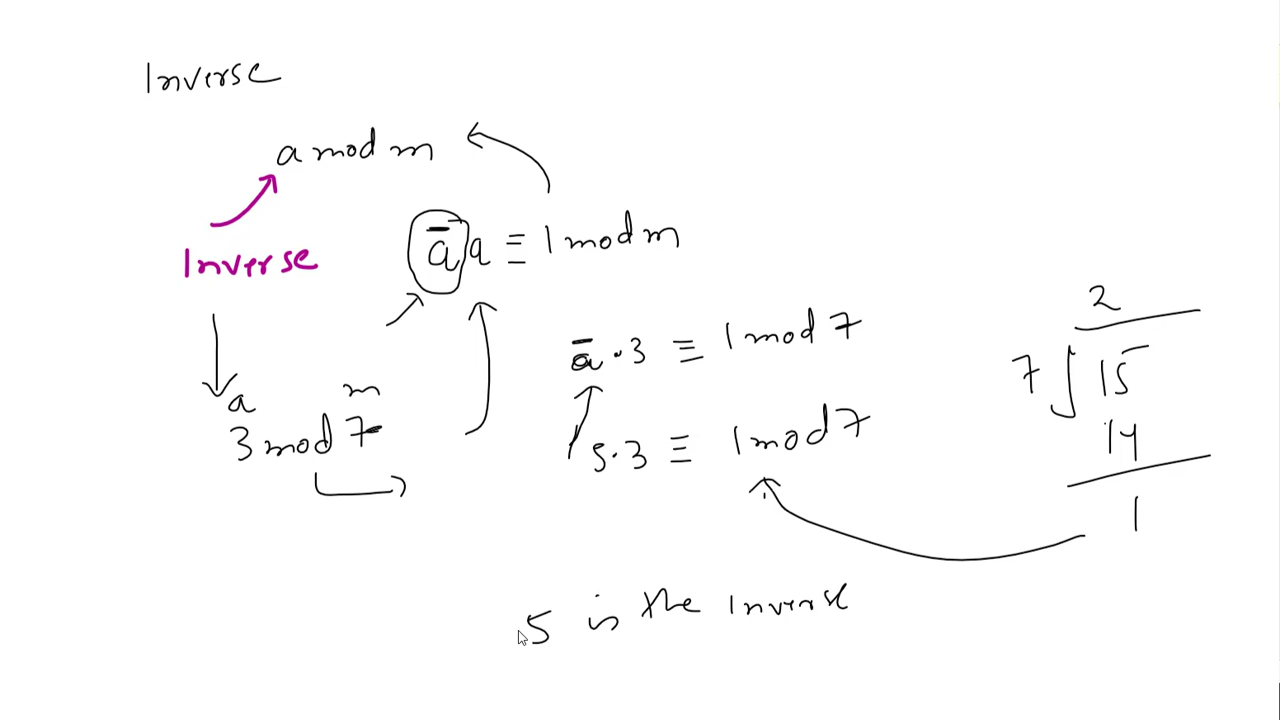 Inverse
a mod m
Inverse
āa ≡ 1 mod m
ā·3 ≡ 1 mod 7
a m
3 mod 7
5·3 ≡ 1 mod 7
2
7 15
14
1
5 is the inverse